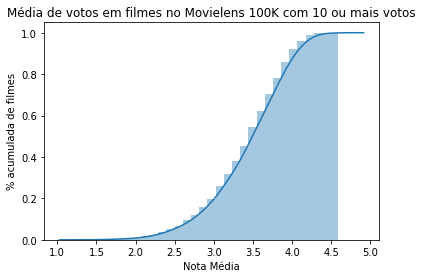 Média de votos em filmes no Movielens 100K com 10 ou mais votos
% acumulada de filmes
1.0
0.8
0.6
0.4
0.2
0.0
1.0 1.5 2.0 2.5 3.0 3.5 4.0 4.5 5.0
Nota Média